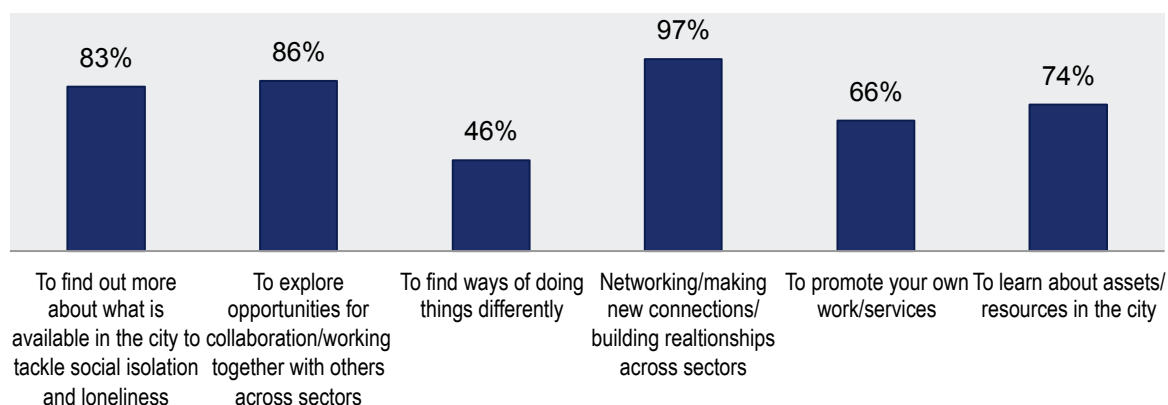 83%
86%
46%
97%
66%
74%
To find out more
about what is
available in the city to
tackle social isolation
and loneliness
To explore
opportunities for
collaboration/working
together with others
across sectors
To find ways of doing
things differently
Networking/making
new connections/
building realtionships
across sectors
To promote your own
work/services
To learn about assets/
resources in the city